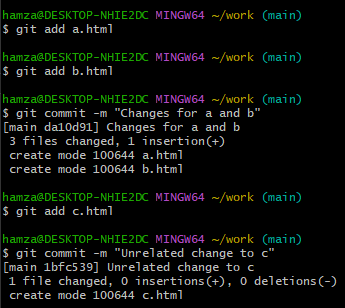 hamza@DESKTOP-NHIE2DC MINGW64 ~/work (main)
$ git add a.html
hamza@DESKTOP-NHIE2DC MINGW64 ~/work (main)
$ git add b.html
hamza@DESKTOP-NHIE2DC MINGW64 ~/work (main)
$ git commit -m "Changes for a and b"
[main da10d91] Changes for a and b
 3 files changed, 1 insertion(+)
 create mode 100644 a.html
 create mode 100644 b.html
hamza@DESKTOP-NHIE2DC MINGW64 ~/work (main)
$ git add c.html
hamza@DESKTOP-NHIE2DC MINGW64 ~/work (main)
$ git commit -m "Unrelated change to c"
[main 1bfc539] Unrelated change to c
 1 file changed, 0 insertions(+), 0 deletions(-)
 create mode 100644 c.html